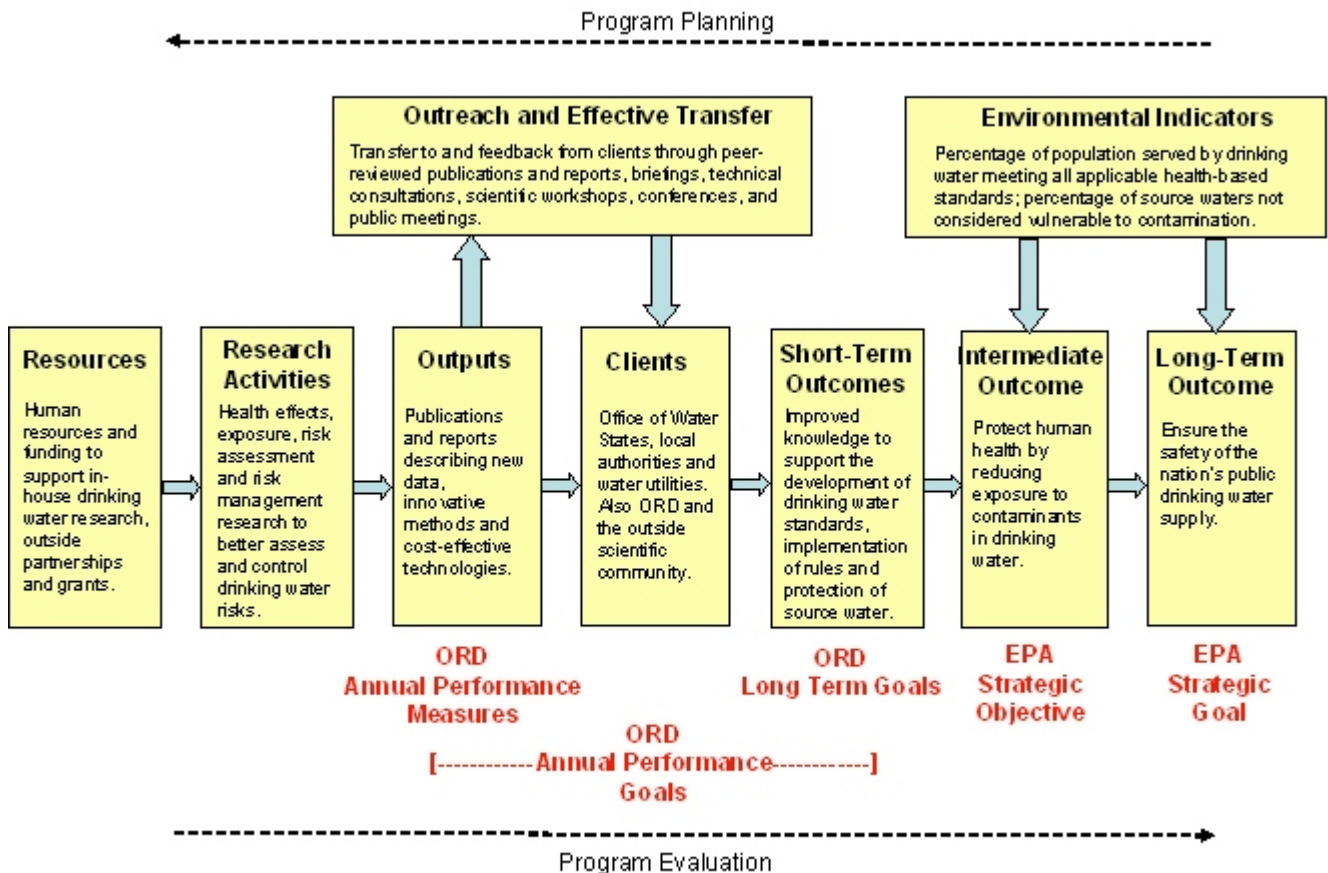 Program Planning
Outreach and Effective Transfer
Transfer to and feedback from clients through peer-
reviewed publications and reports, briefings, technical
consultations, scientific workshops, conferences, and
public meetings.
Environmental Indicators
Percentage of population served by drinking
water meeting all applicable health-based
standards; percentage of source waters not
considered vulnerable to contamination.
Resources
Human
resources and
funding to
support in-
house drinking
water research,
outside
partnerships
and grants.
Research
Activities
Health effects,
exposure, risk
assessment
and risk
management
research to
better assess
and control
drinking water
risks.
Outputs
Publications
and reports
describing new
data,
innovative
methods and
cost-effective
technologies.
Clients
Office of Water
States, local
authorities and
water utilities.
Also ORD and
the outside
scientific
community.
Short-Term
Outcomes
Improved
knowledge to
support the
development of
drinking water
standards,
implementation
of rules and
protection of
source water.
Intermediate
Outcome
Protect human
health by
reducing
exposure to
contaminants
in drinking
water.
Long-Term
Outcome
Ensure the
safety of the
nation's public
drinking water
supply.
ORD
Annual Performance
Measures
ORD
Long Term Goals
EPA
Strategic
Objective
EPA
Strategic
Goal
ORD
[------------Annual Performance------------]
Goals
Program Evaluation